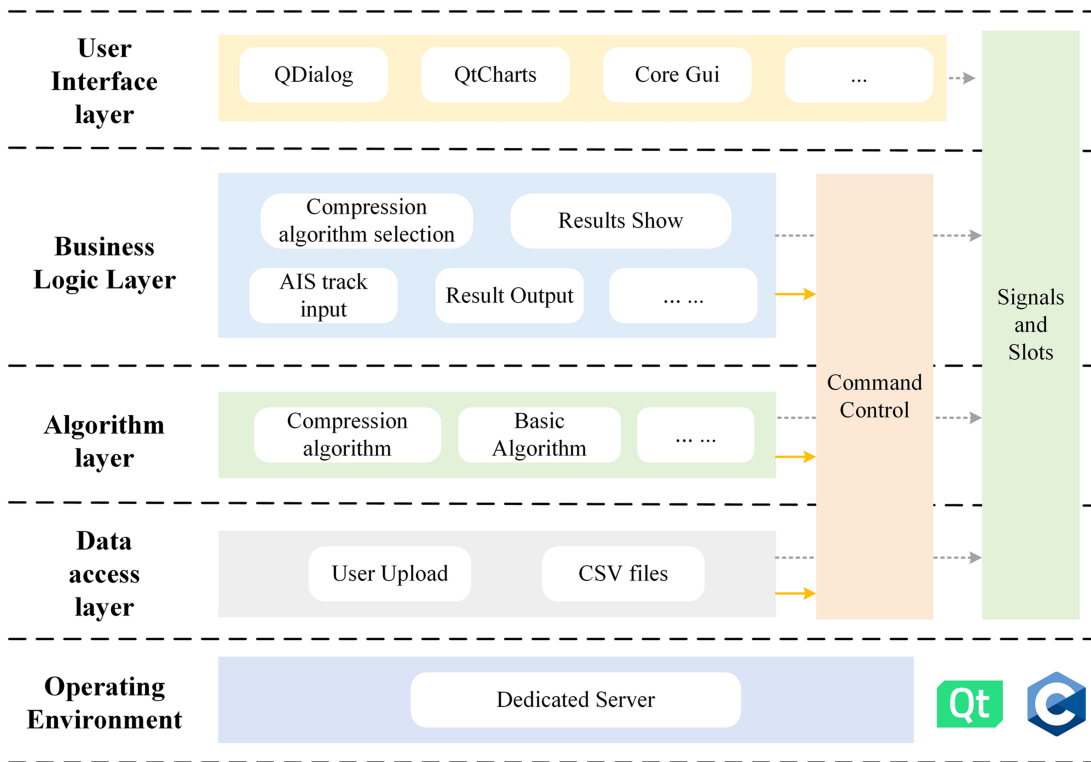 User
Interface
layer
QDialog
QtCharts
Core Gui
...
Business
Logic Layer
Compression
algorithm selection
Results Show
AIS track
input
Result Output
... ...
Algorithm
layer
Compression
algorithm
Basic
Algorithm
... ...
Data
access
layer
User Upload
CSV files
Command
Control
Signals
and
Slots
Operating
Environment
Dedicated Server
Qt
C